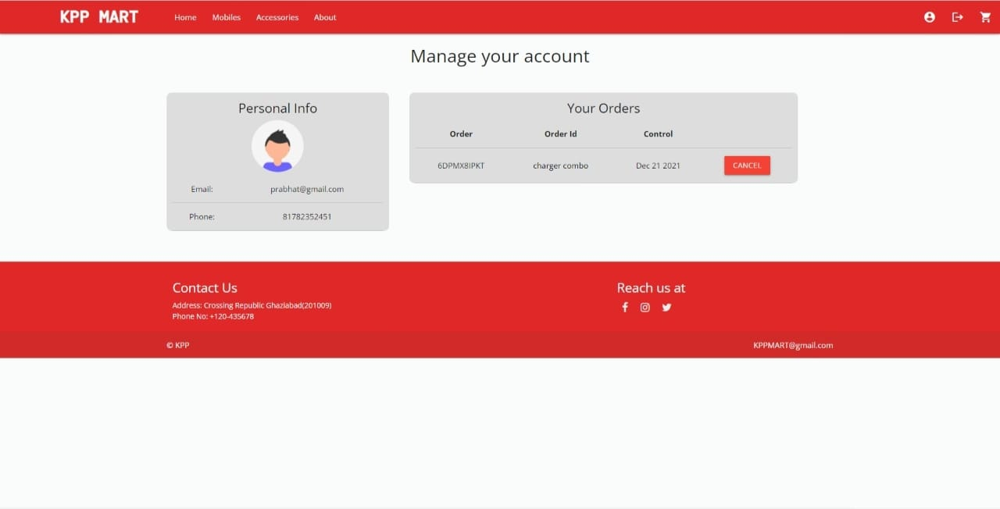 KPP MART Home Mobiles Accessories About
Manage your account
Personal Info
Email: prabhat@gmail.com
Phone: 81782352451
Your Orders
Order Order Id Control
6DPMX8IPKT charger combo Dec 21 2021 CANCEL
Contact Us
Address: Crossing Republic Ghaziabad(201009)
Phone No: +120-435678
Reach us at
© KPP KPPMART@gmail.com